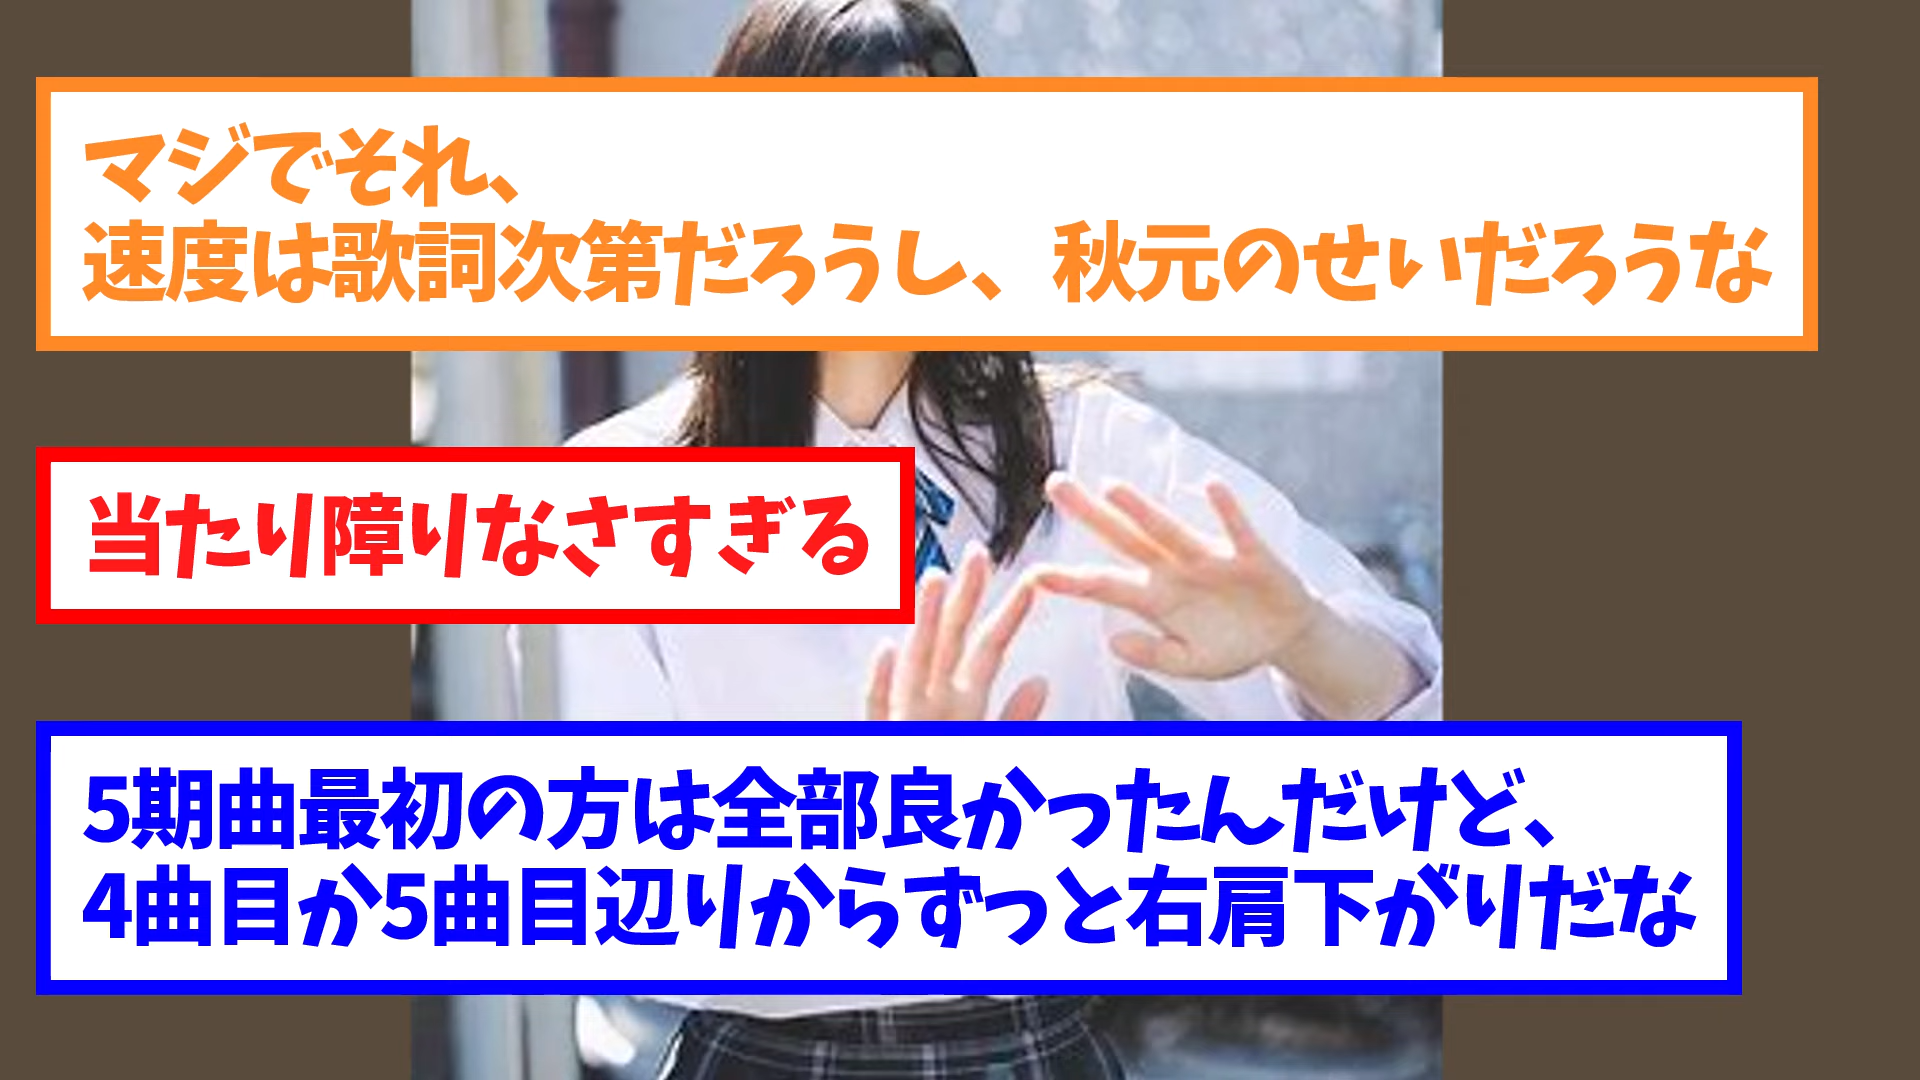 マジでそれ、
速度は歌詞次第だろうし、秋元のせいだろうな
当たり障りなさすぎる
5期曲最初の方は全部良かったんだけど、
4曲目か5曲目辺りからずっと右肩下がりだな